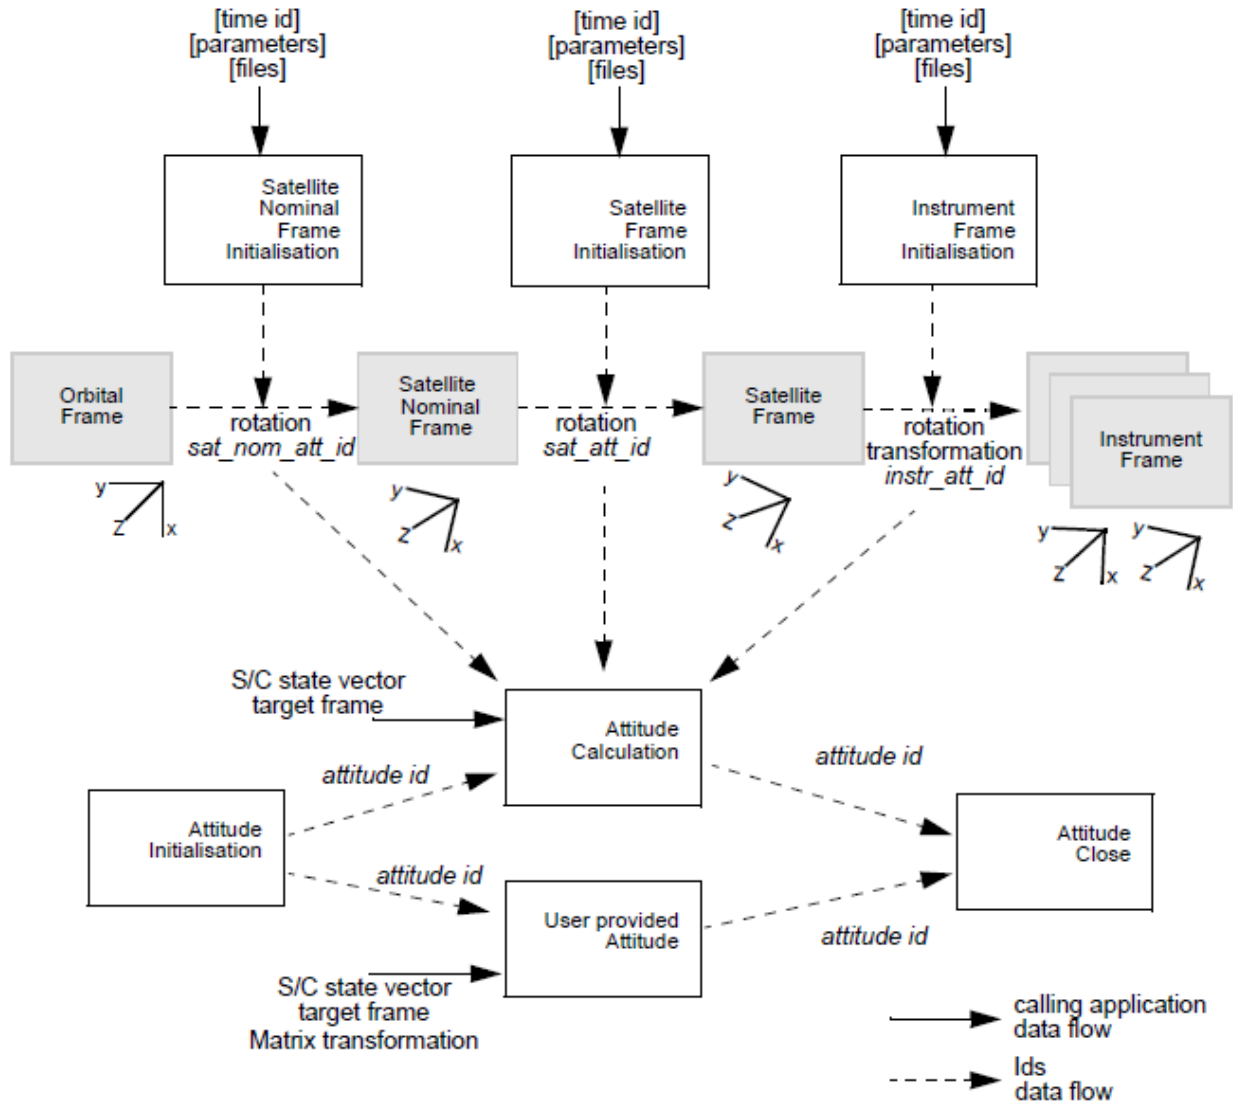 [time id]
[parameters]
[files]
[time id]
[parameters]
[files]
[time id]
[parameters]
[files]
Satellite
Nominal
Frame
Initialisation
Satellite
Frame
Initialisation
Instrument
Frame
Initialisation
Orbital
Frame
rotation
sat_nom_att_id
Satellite
Nominal
Frame
rotation
sat_att_id
Satellite
Frame
rotation
transformation
instr_att_id
Instrument
Frame
y
Z
x
y
Z
x
y
Z
x
y
Z
x
y
Z
x
S/C state vector
target frame
Attitude
Calculation
attitude id
attitude id
Attitude
Initialisation
Attitude
Close
attitude id
User provided
Attitude
attitude id
S/C state vector
target frame
Matrix transformation
calling application
data flow
Ids
data flow